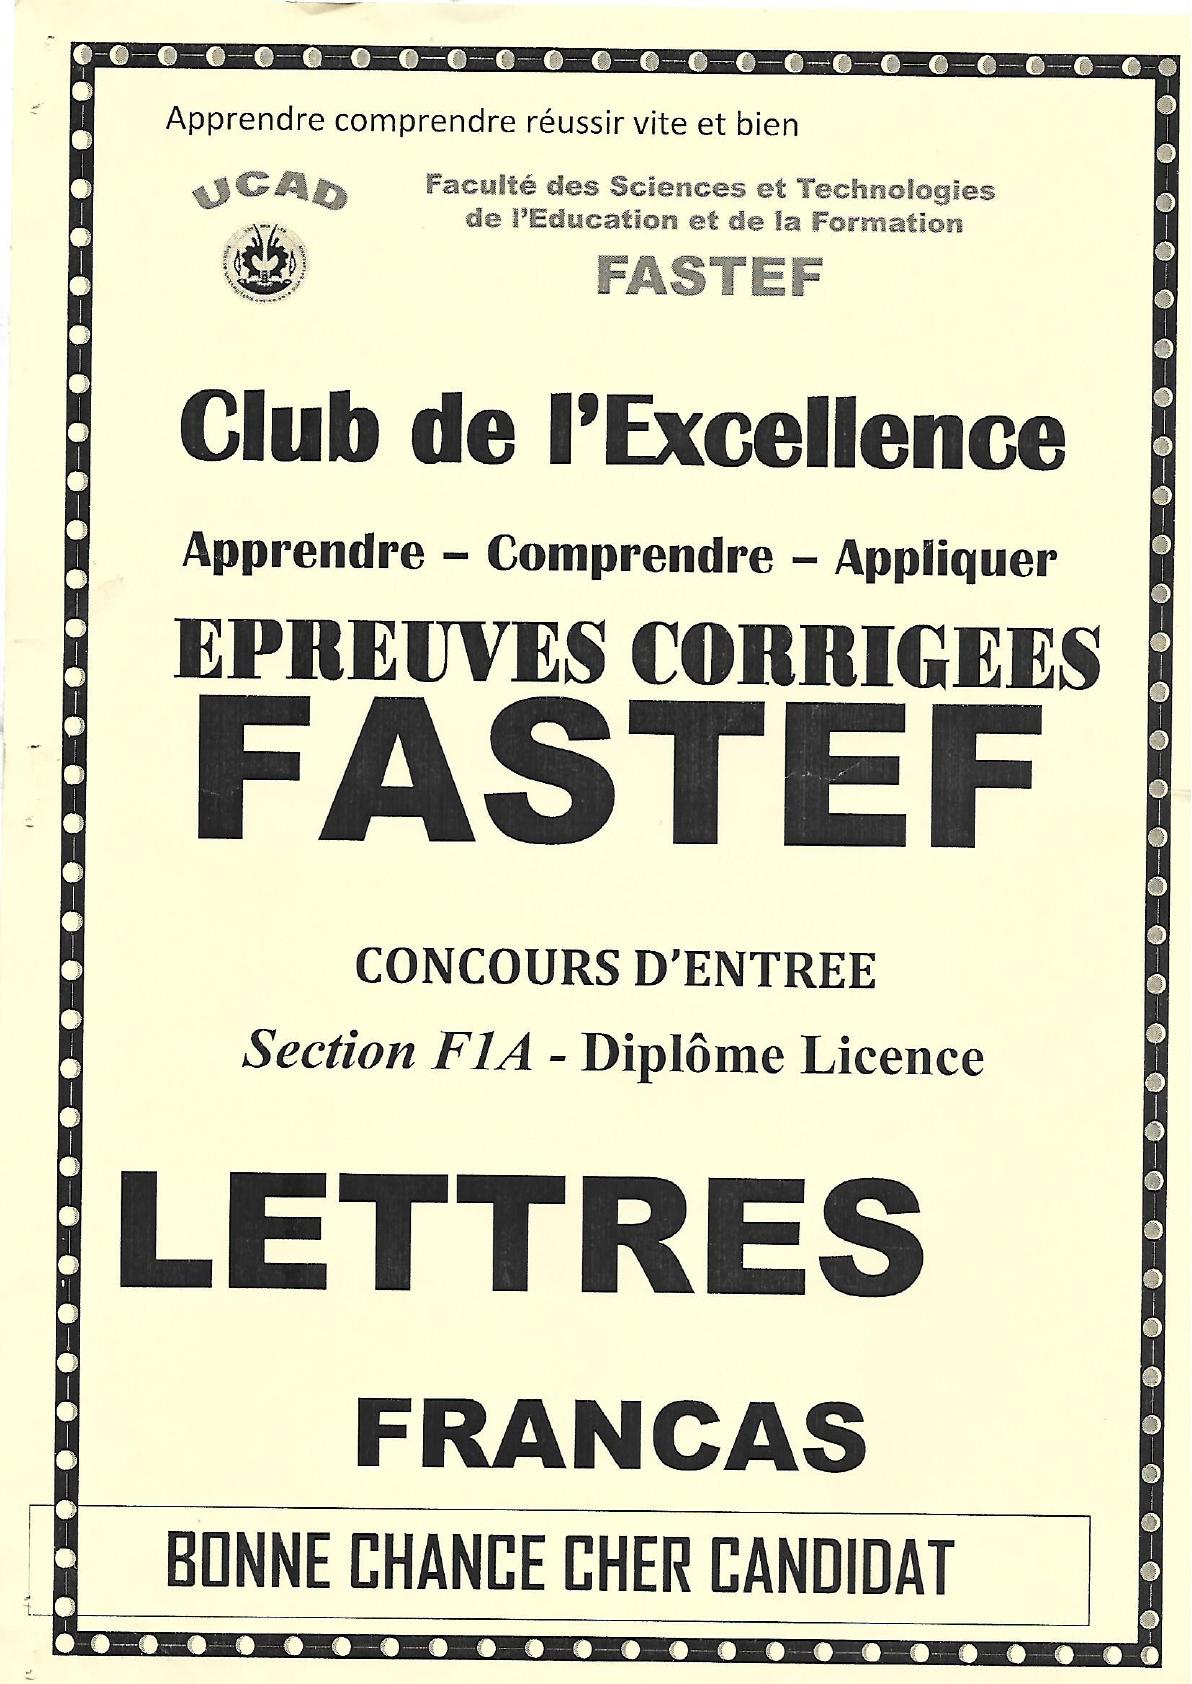 Apprendre comprendre réussir vite et bien
UCAD
Faculté des Sciences et Technologies
de l'Education et de la Formation
FASTEF
Club de l'Excellence
Apprendre – Comprendre – Appliquer
EPREUVES CORRIGEES
FASTEF
CONCOURS D'ENTREE
Section F1A - Diplôme Licence
LETTRES
FRANCAS
BONNE CHANCE CHER CANDIDAT